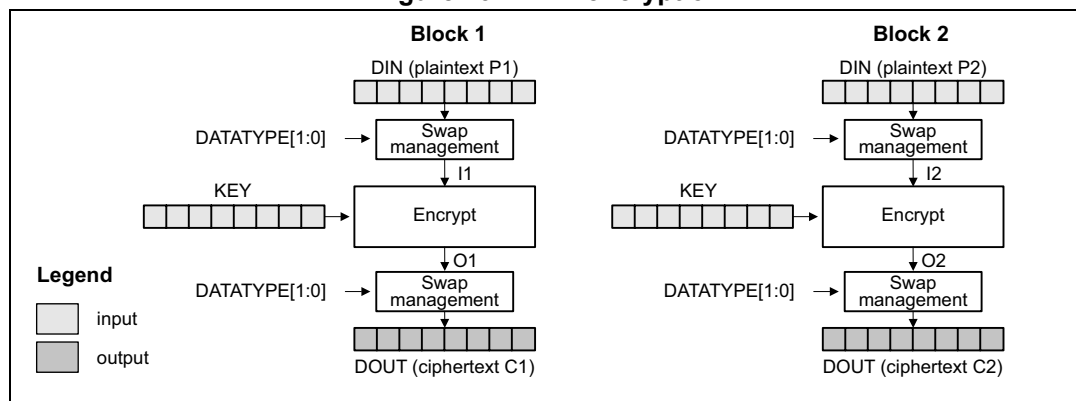 Block 1
DIN (plaintext P1)
DATATYPE[1:0]
Swap
management
I1
KEY
Encrypt
O1
DATATYPE[1:0]
Swap
management
DOUT (ciphertext C1)
Block 2
DIN (plaintext P2)
DATATYPE[1:0]
Swap
management
I2
KEY
Encrypt
O2
DATATYPE[1:0]
Swap
management
DOUT (ciphertext C2)
Legend
input
output